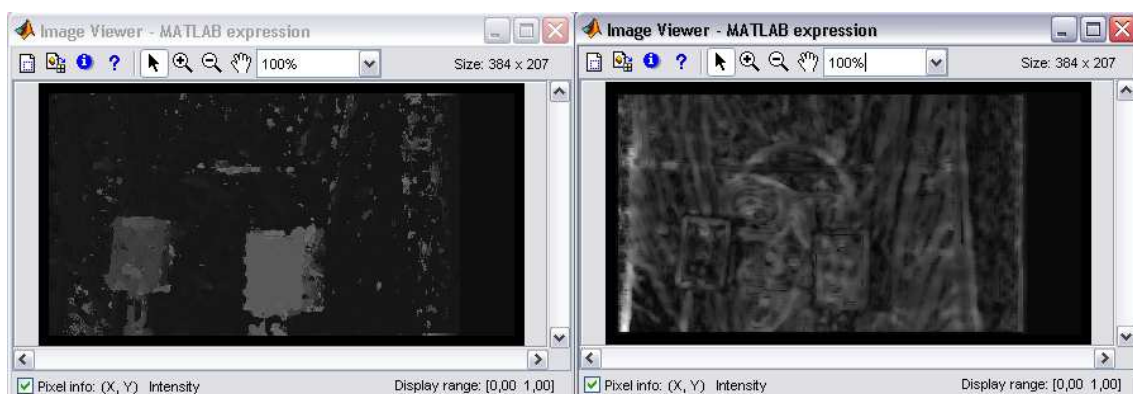 Image Viewer - MATLAB expression
100%
Size: 384 x 207
Pixel info: (X, Y) Intensity
Display range: [0,00 1,00]
Image Viewer - MATLAB expression
100%
Size: 384 x 207
Pixel info: (X, Y) Intensity
Display range: [0,00 1,00]